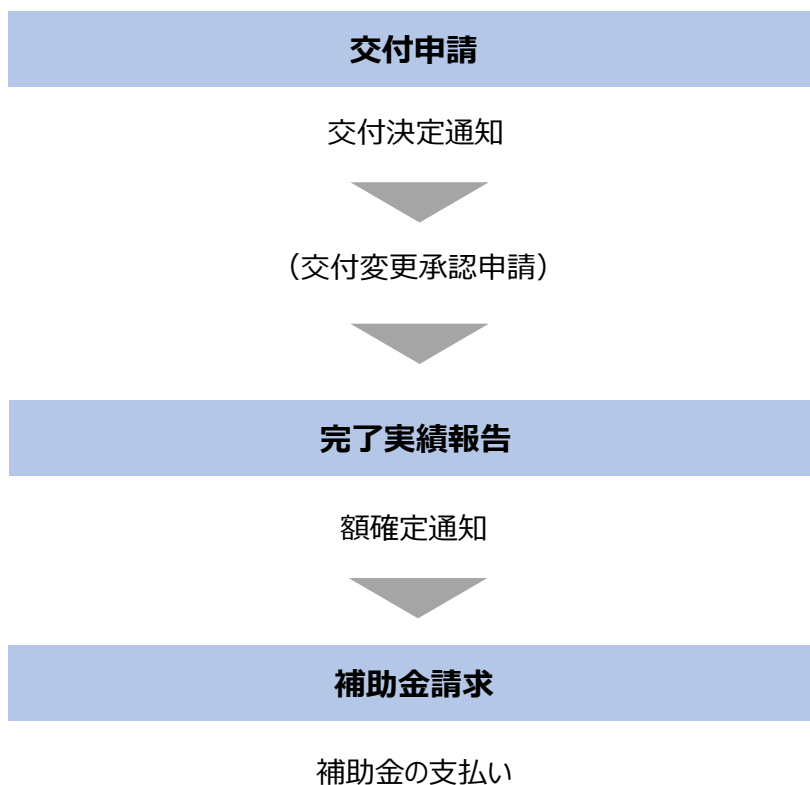 交付申請
交付決定通知
（交付変更承認申請）
完了実績報告
額確定通知
補助金請求
補助金の支払い